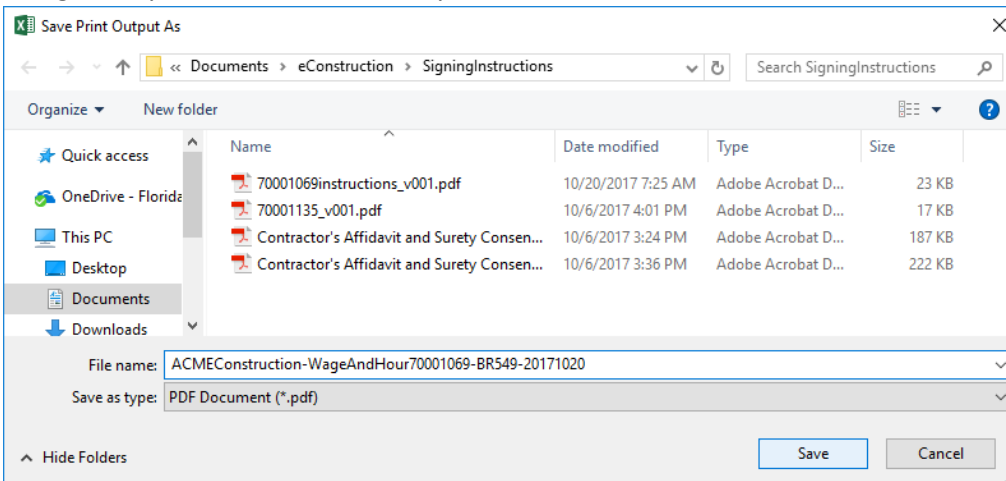 Save Print Output As
« Documents › eConstruction › SigningInstructions
Search SigningInstructions
Organize
New folder
Name Date modified Type Size
Quick access
OneDrive - Florida
This PC
Desktop
Documents
Downloads
70001069instructions_v001.pdf 10/20/2017 7:25 AM Adobe Acrobat D... 23 KB
70001135_v001.pdf 10/6/2017 4:01 PM Adobe Acrobat D... 17 KB
Contractor's Affidavit and Surety Consen... 10/6/2017 3:24 PM Adobe Acrobat D... 187 KB
Contractor's Affidavit and Surety Consen... 10/6/2017 3:36 PM Adobe Acrobat D... 222 KB
File name: ACMEConstruction-WageAndHour70001069-BR549-20171020
Save as type: PDF Document (*.pdf)
Hide Folders
Save
Cancel